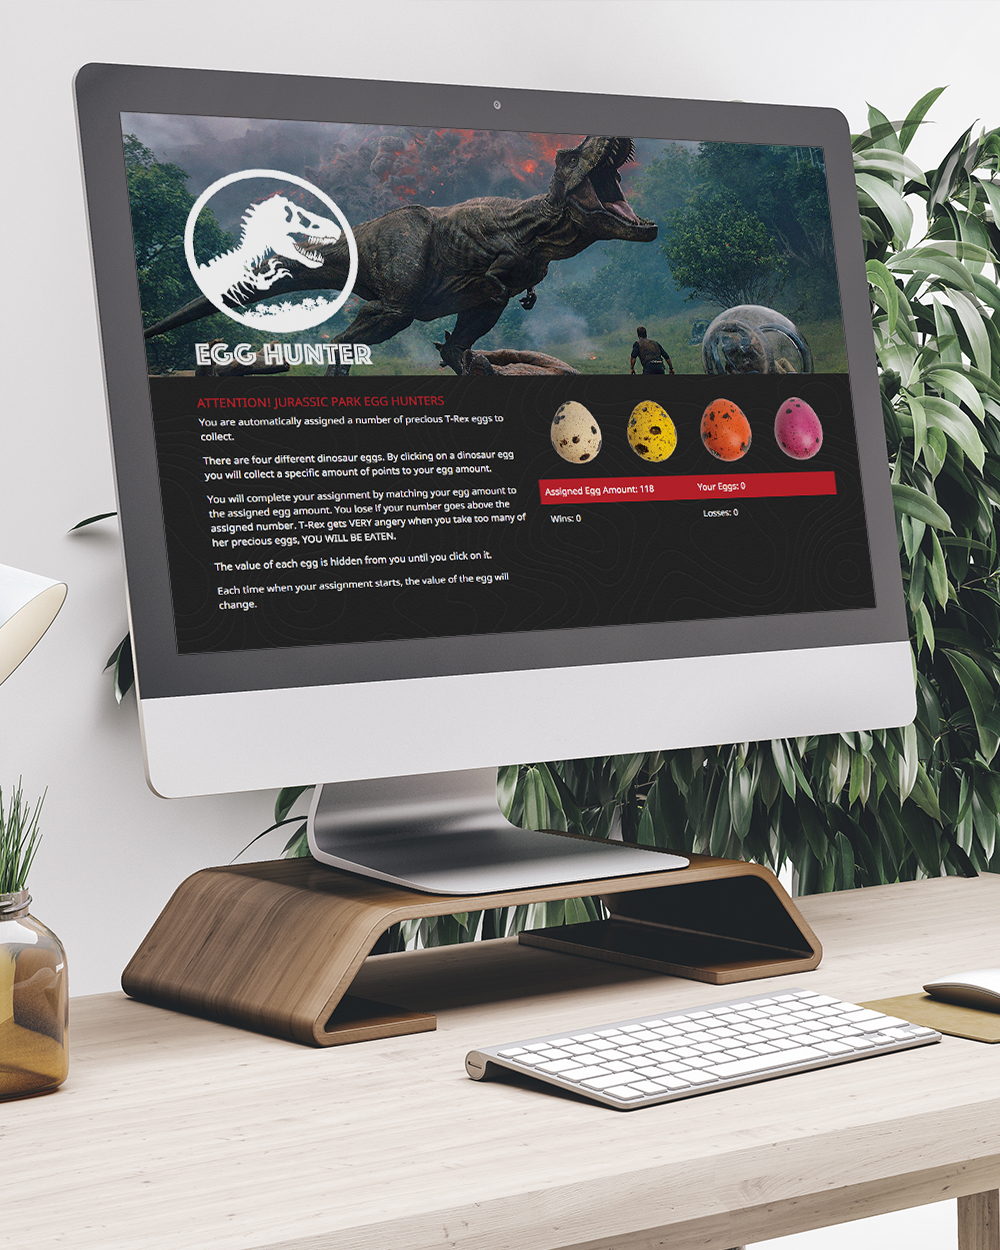 EGG HUNTER
ATTENTION! JURASSIC PARK EGG HUNTERS
You are automatically assigned a number of precious T-Rex eggs to
collect.
There are four different dinosaur eggs. By clicking on a dinosaur egg
you will collect a specific amount of points to your egg amount.
You will complete your assignment by matching your egg amount to
the assigned egg amount. You lose if your number goes above the
assigned number. T-Rex gets VERY angery when you take too many of
her precious eggs, YOU WILL BE EATEN.
The value of each egg is hidden from you until you click on it.
Each time when your assignment starts, the value of the egg will
change.
Assigned Egg Amount: 118 Your Eggs: 0
Wins: 0 Losses: 0